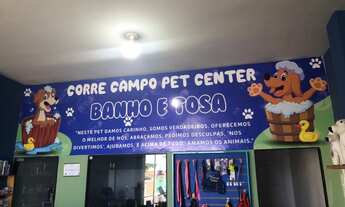 CORRE CAMPO PET CENTER
BANHO E TOSA
"NESTE PET DAMOS CARINHO, SOMOS VERDADEIROS, OFERECEMOS
O MELHOR DE NÓS, ABRAÇAMOS, PEDIMOS DESCULPAS, NOS
DIVERTIMOS, AJUDAMOS, E ACIMA DE TUDO, AMAMOS OS ANIMAIS."